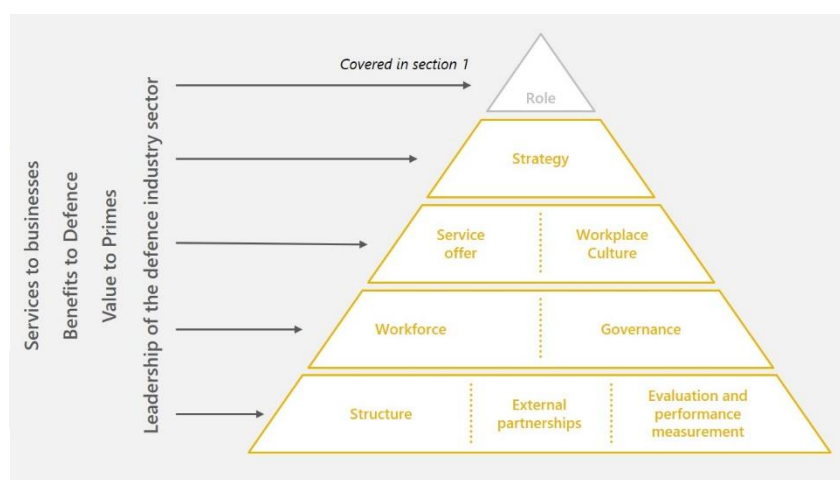 Services to businesses
Benefits to Defence
Value to Primes
Leadership of the defence industry sector
Covered in section 1
Role
Strategy
Service
offer
Workplace
Culture
Workforce
Governance
Structure
External
partnerships
Evaluation and
performance
measurement